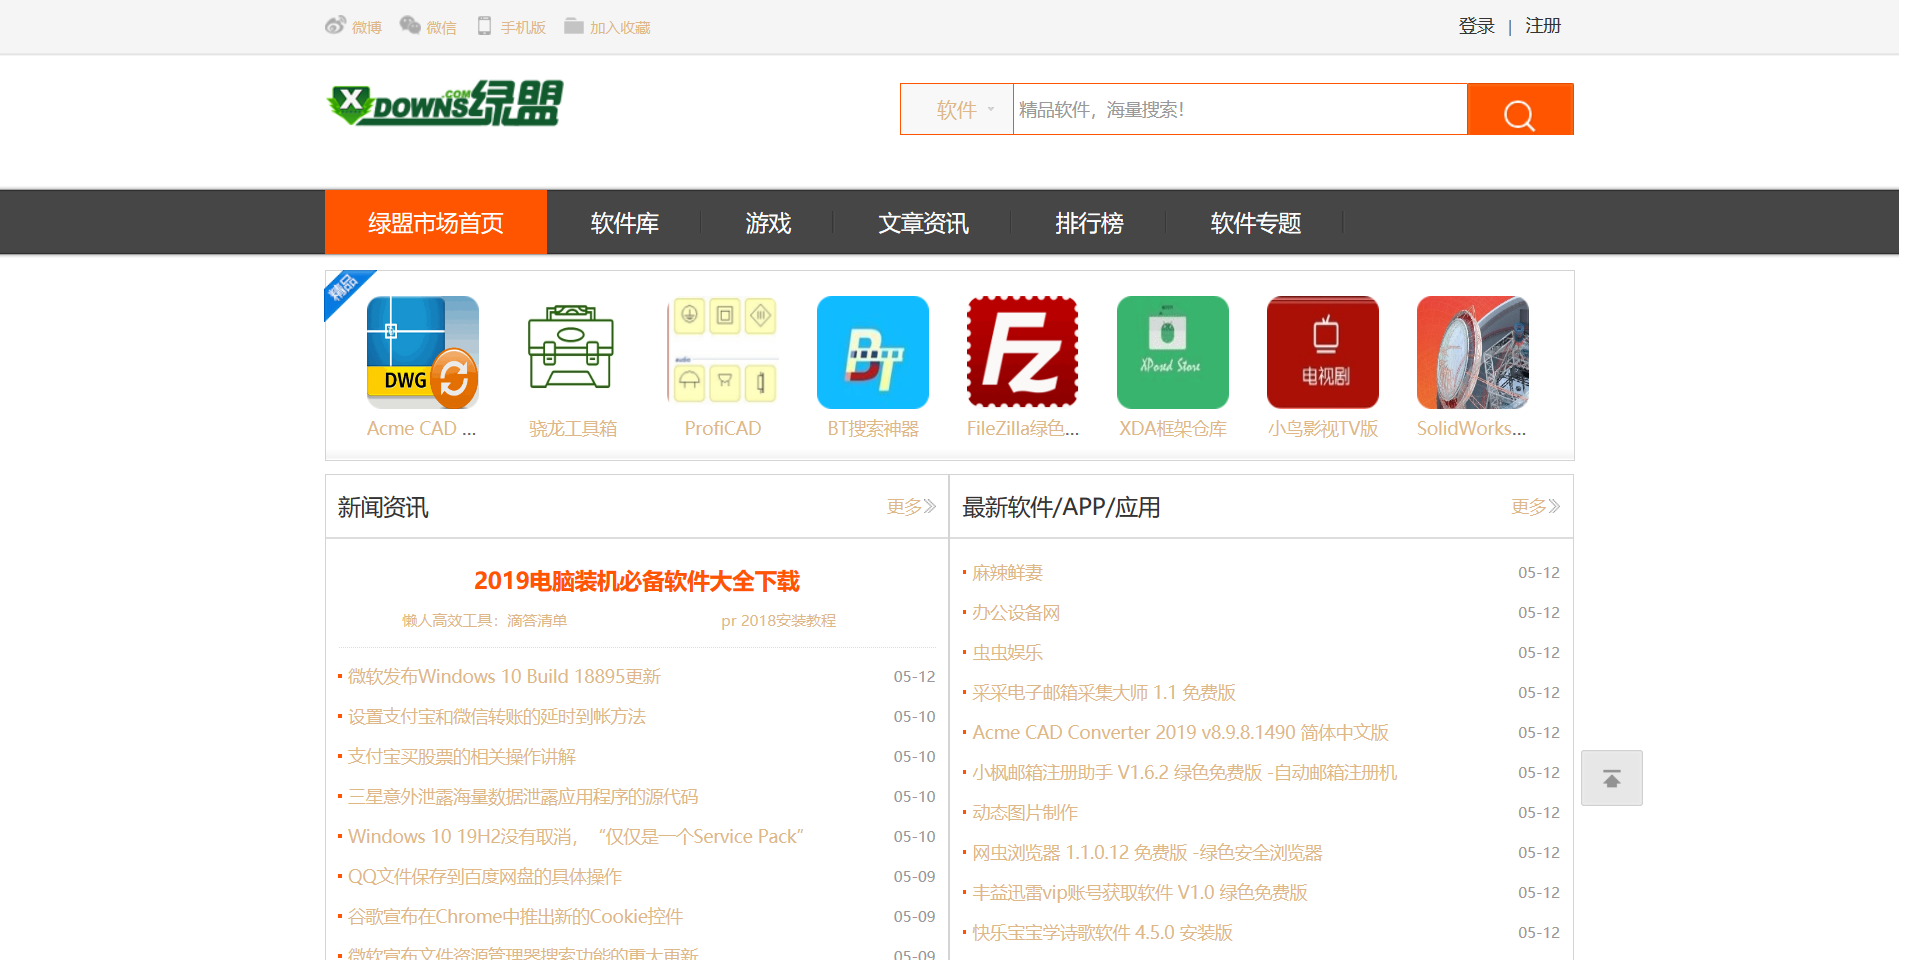 微博 微信 手机版 加入收藏 登录 | 注册
XDOWNS.COM绿盟
软件 精品软件，海量搜索! 
绿盟市场首页 软件库 游戏 文章资讯 排行榜 软件专题
精品
DWG
audio
BT
FZ
XPosed Store
电视剧
Acme CAD ... 骁龙工具箱 ProfiCAD BT搜索神器 FileZilla绿色... XDA框架仓库 小鸟影视TV版 SolidWorks...
新闻资讯 更多
2019电脑装机必备软件大全下载
懒人高效工具：滴答清单 pr 2018安装教程
微软发布Windows 10 Build 18895更新 05-12
设置支付宝和微信转账的延时到帐方法 05-10
支付宝买股票的相关操作讲解 05-10
三星意外泄露海量数据泄露应用程序的源代码 05-10
Windows 10 19H2没有取消，“仅仅是一个Service Pack” 05-10
QQ文件保存到百度网盘的具体操作 05-09
谷歌宣布在Chrome中推出新的Cookie控件 05-09
微软宣布文件资源管理器搜索功能的重大更新 05-09
最新软件/APP/应用 更多
麻辣鲜妻 05-12
办公设备网 05-12
虫虫娱乐 05-12
采采电子邮箱采集大师 1.1 免费版 05-12
Acme CAD Converter 2019 v8.9.8.1490 简体中文版 05-12
小枫邮箱注册助手 V1.6.2 绿色免费版 -自动邮箱注册机 05-12
动态图片制作 05-12
网虫浏览器 1.1.0.12 免费版 -绿色安全浏览器 05-12
丰益迅雷vip账号获取软件 V1.0 绿色免费版 05-12
快乐宝宝学诗歌软件 4.5.0 安装版 05-12